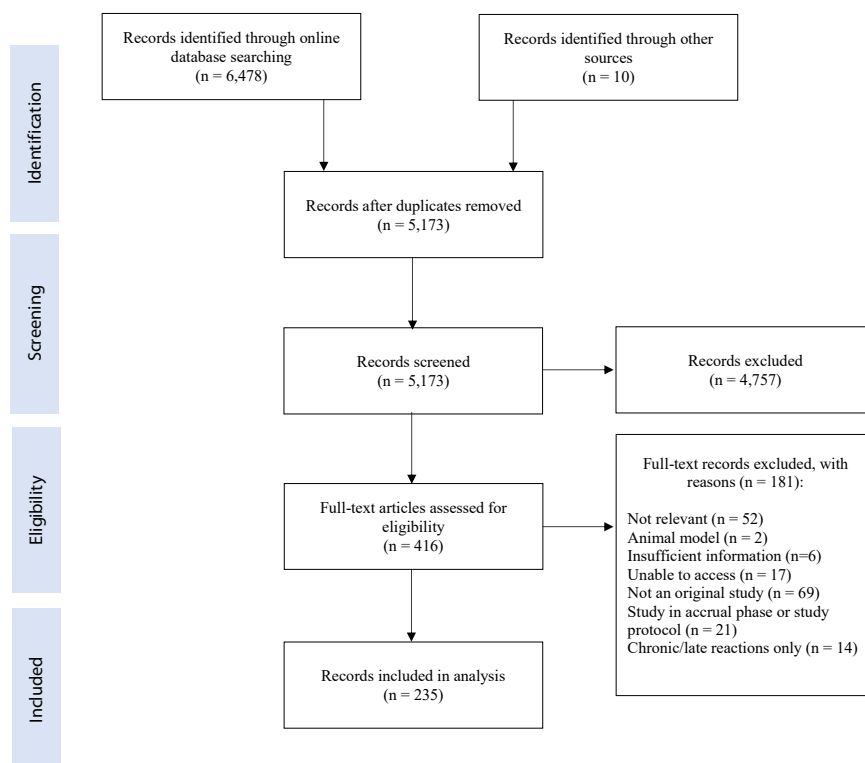 Records identified through online
database searching
(n = 6,478)
Records identified through other
sources
(n = 10)
Identification
Records after duplicates removed
(n = 5,173)
Screening
Records screened
(n = 5,173)
Records excluded
(n = 4,757)
Eligibility
Full-text articles assessed for
eligibility
(n = 416)
Full-text records excluded, with
reasons (n = 181):
Not relevant (n = 52)
Animal model (n = 2)
Insufficient information (n=6)
Unable to access (n = 17)
Not an original study (n = 69)
Study in accrual phase or study
protocol (n = 21)
Chronic/late reactions only (n = 14)
Included
Records included in analysis
(n = 235)